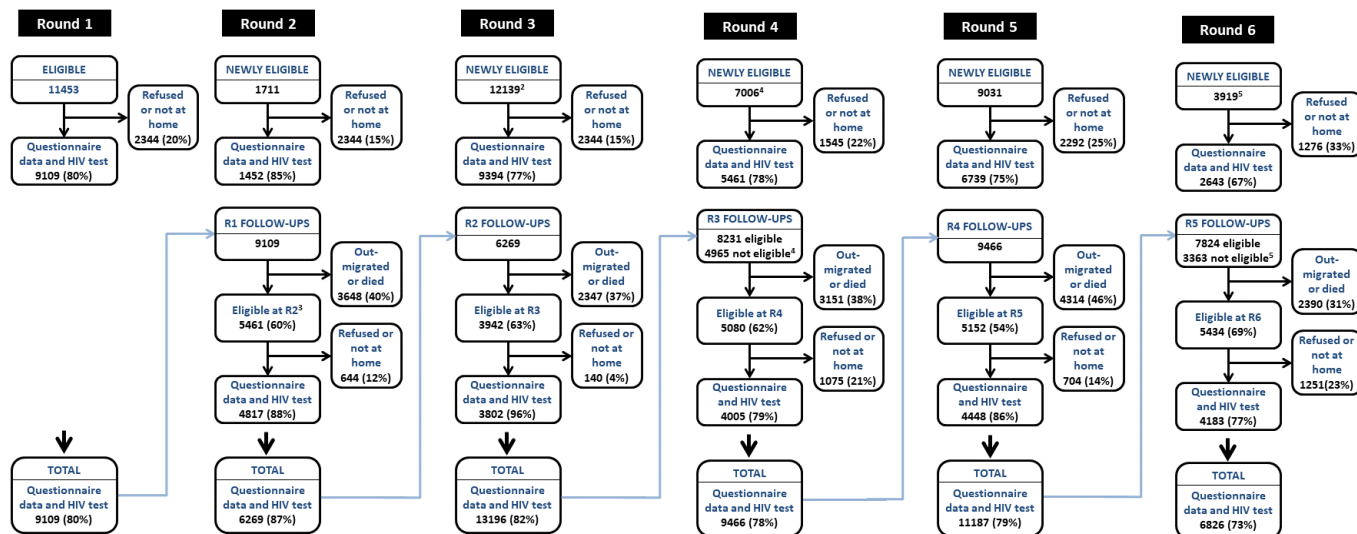 Round 1
ELIGIBLE
11453
Refused
or not at
home
2344 (20%)
Questionnaire
data and HIV test
9109 (80%)
TOTAL
Questionnaire
data and HIV test
9109 (80%)
Round 2
NEWLY ELIGIBLE
1711
Refused
or not at
home
2344 (15%)
Questionnaire
data and HIV test
1452 (85%)
R1 FOLLOW-UPS
9109
Out-
migrated
or died
3648 (40%)
Eligible at R2³
5461 (60%)
Refused or
not at
home
644 (12%)
Questionnaire
data and HIV test
4817 (88%)
TOTAL
Questionnaire
data and HIV test
6269 (87%)
Round 3
NEWLY ELIGIBLE
12139²
Refused
or not at
home
2344 (15%)
Questionnaire
data and HIV test
9394 (77%)
R2 FOLLOW-UPS
6269
Out-
migrated
or died
2347 (37%)
Eligible at R3
3942 (63%)
Refused or
not at
home
140 (4%)
Questionnaire
data and HIV test
3802 (96%)
TOTAL
Questionnaire
data and HIV test
13196 (82%)
Round 4
NEWLY ELIGIBLE
7006⁴
Refused
or not at
home
1545 (22%)
Questionnaire
data and HIV test
5461 (78%)
R3 FOLLOW-UPS
8231 eligible
4965 not eligible⁴
Out-
migrated
or died
3151 (38%)
Eligible at R4
5080 (62%)
Refused or
not at
home
1075 (21%)
Questionnaire
and HIV test
4005 (79%)
TOTAL
Questionnaire
data and HIV test
9466 (78%)
Round 5
NEWLY ELIGIBLE
9031
Refused
or not at
home
2292 (25%)
Questionnaire
data and HIV test
6739 (75%)
R4 FOLLOW-UPS
9466
Out-
migrated
or died
4314 (46%)
Eligible at R5
5152 (54%)
Refused or
not at
home
704 (14%)
Questionnaire
and HIV test
4448 (86%)
TOTAL
Questionnaire
data and HIV test
11187 (79%)
Round 6
NEWLY ELIGIBLE
3919⁵
Refused
or not at
home
1276 (33%)
Questionnaire
data and HIV test
2643 (67%)
R5 FOLLOW-UPS
7824 eligible
3363 not eligible⁵
Out-
migrated
or died
2390 (31%)
Eligible at R6
5434 (69%)
Refused or
not at
home
1251(23%)
Questionnaire
and HIV test
4183 (77%)
TOTAL
Questionnaire
data and HIV test
6826 (73%)